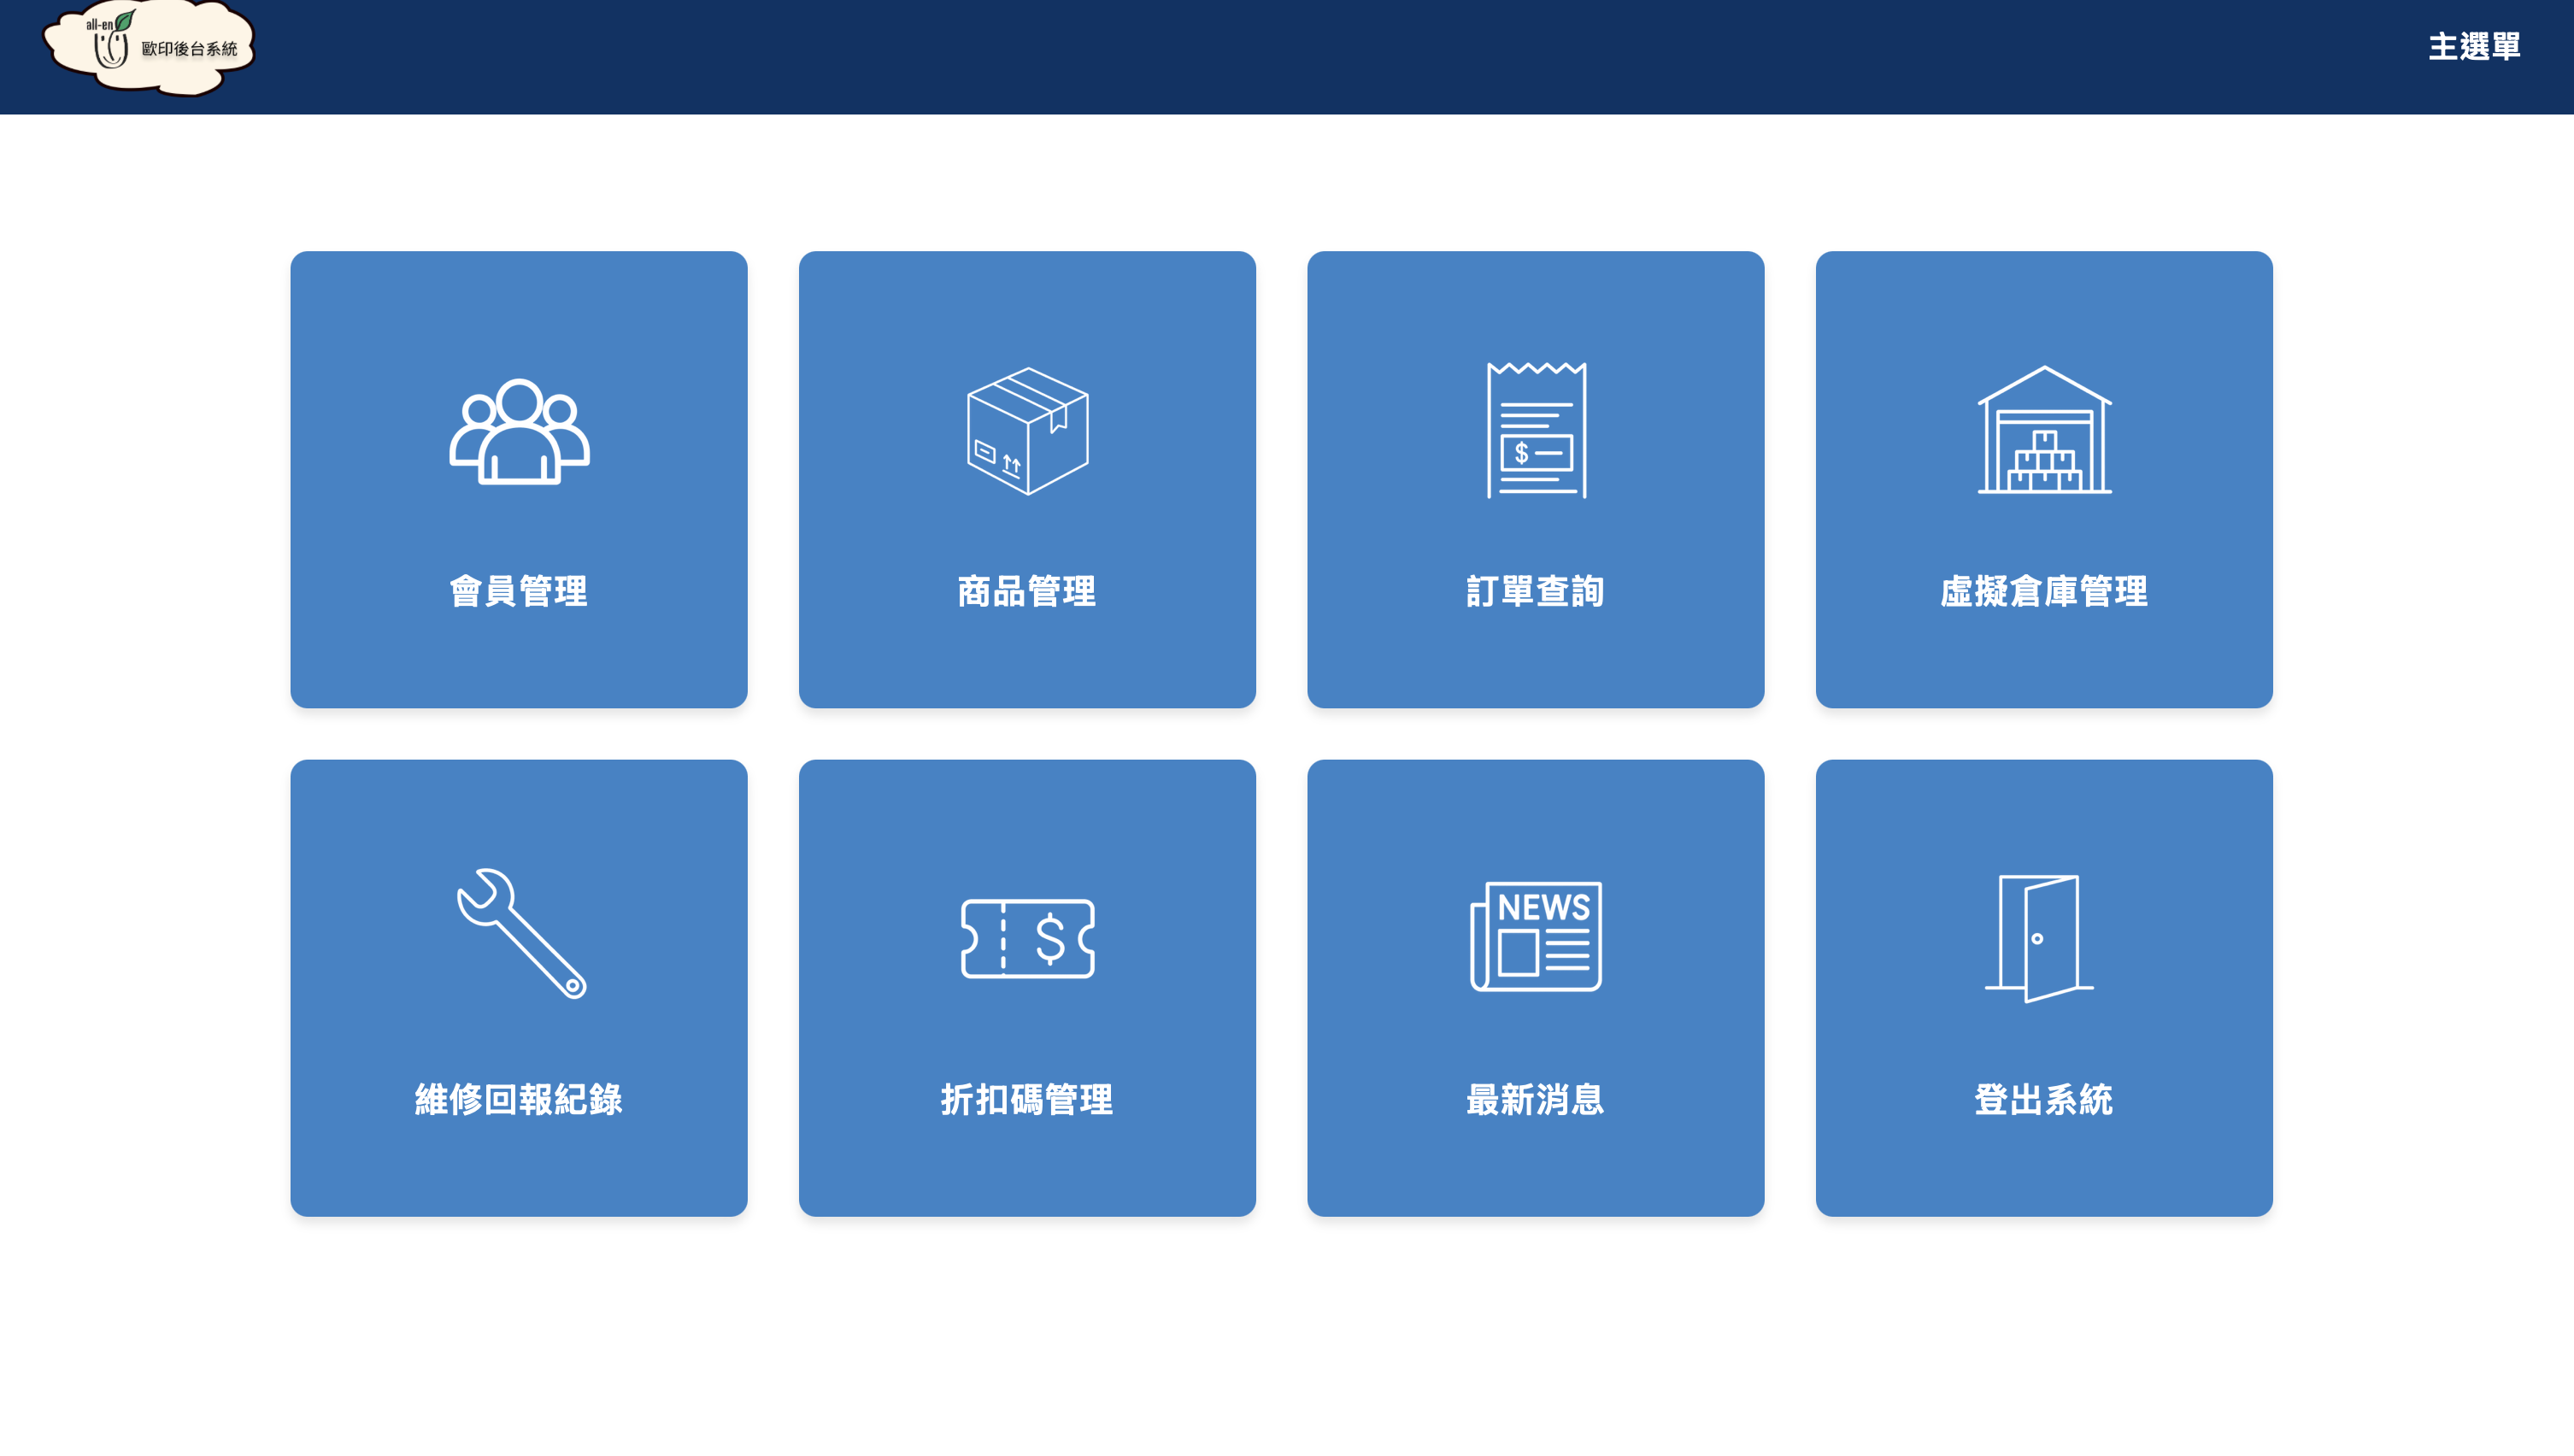 all-en
歐印後台系統
主選單
會員管理
商品管理
$
訂單查詢
虛擬倉庫管理
維修回報紀錄
$
折扣碼管理
NEWS
最新消息
登出系統